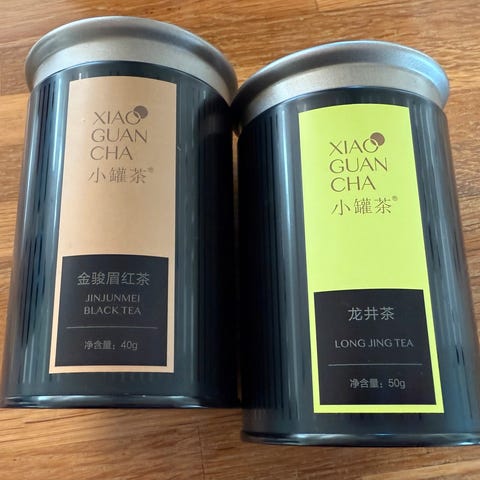 XIAO
GUAN
CHA
小罐茶®
金骏眉红茶
JINJUNMEI
BLACK TEA
净含量：40g
XIAO
GUAN
CHA
小罐茶®
龙井茶
LONG JING TEA
净含量：50g